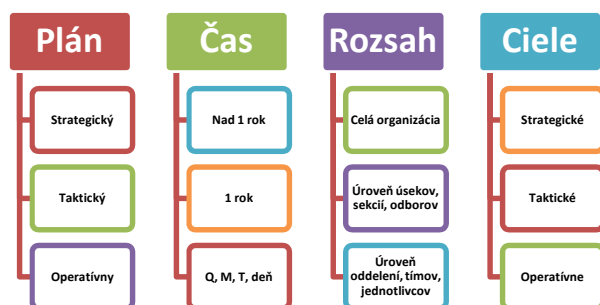 Plán
Strategický
Taktický
Operatívny
Čas
Nad 1 rok
1 rok
Q, M, T, deň
Rozsah
Celá organizácia
Úroveň úsekov,
sekcií, odborov
Úroveň
oddelení, tímov,
jednotlivcov
Ciele
Strategické
Taktické
Operatívne